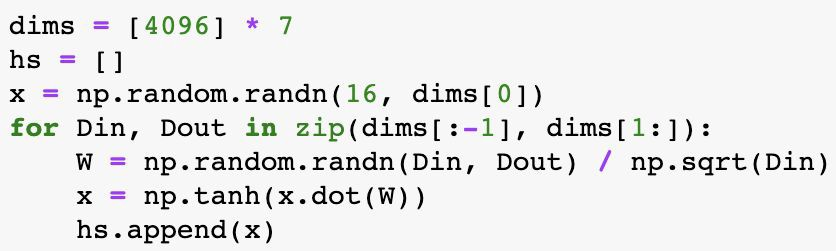 dims = [4096] * 7
hs = []
x = np.random.randn(16, dims[0])
for Din, Dout in zip(dims[:-1], dims[1:]):
    W = np.random.randn(Din, Dout) / np.sqrt(Din)
    x = np.tanh(x.dot(W))
    hs.append(x)